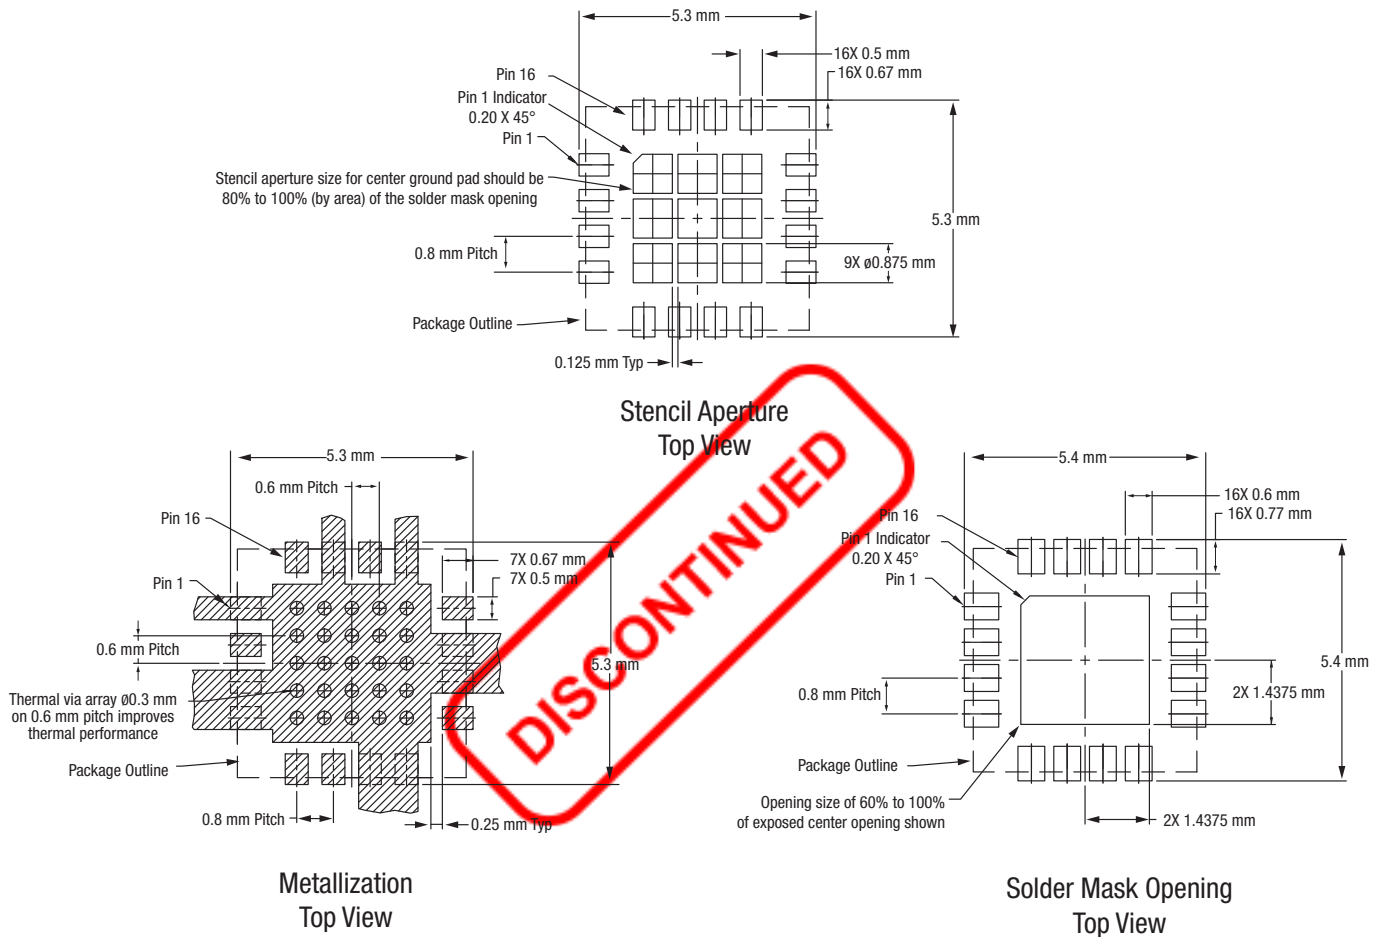 5.3 mm
16X 0.5 mm
16X 0.67 mm
Pin 16
Pin 1 Indicator
0.20 X 45°
Pin 1
Stencil aperture size for center ground pad should be
80% to 100% (by area) of the solder mask opening
5.3 mm
0.8 mm Pitch
9X ø0.875 mm
Package Outline
0.125 mm Typ
Stencil Aperture
Top View
DISCONTINUED
5.3 mm
0.6 mm Pitch
Pin 16
7X 0.67 mm
7X 0.5 mm
Pin 1
0.6 mm Pitch
5.3 mm
Thermal via array ø0.3 mm
on 0.6 mm pitch improves
thermal performance
Package Outline
0.8 mm Pitch
0.25 mm Typ
Metallization
Top View
5.4 mm
16X 0.6 mm
16X 0.77 mm
Pin 16
Pin 1 Indicator
0.20 X 45°
Pin 1
5.4 mm
0.8 mm Pitch
2X 1.4375 mm
Package Outline
Opening size of 60% to 100%
of exposed center opening shown
2X 1.4375 mm
Solder Mask Opening
Top View